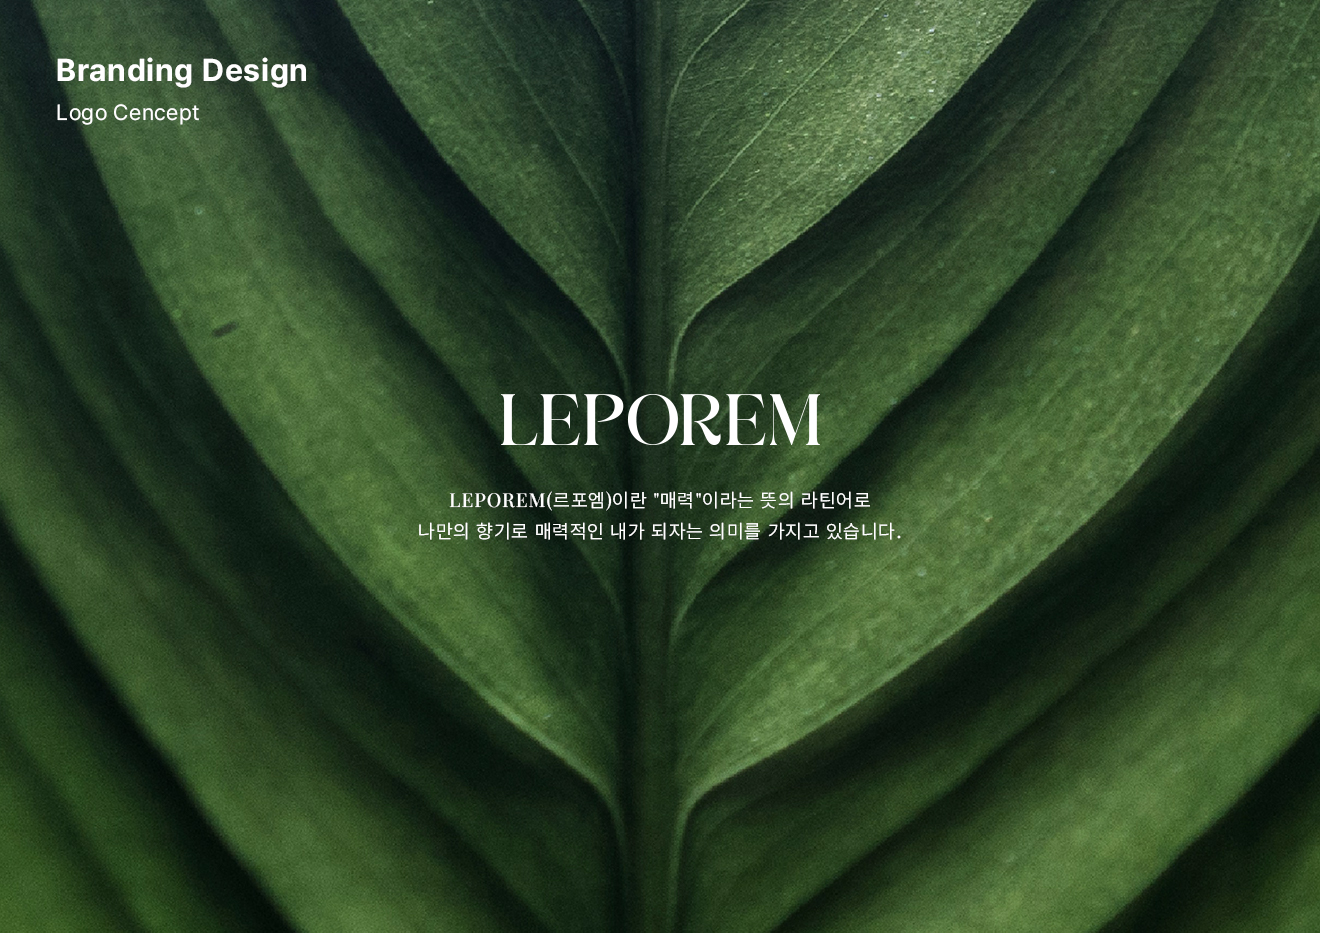 Branding Design
Logo Cencept
LEPOREM
LEPOREM(르포엠)이란 "매력"이라는 뜻의 라틴어로
나만의 향기로 매력적인 내가 되자는 의미를 가지고 있습니다.